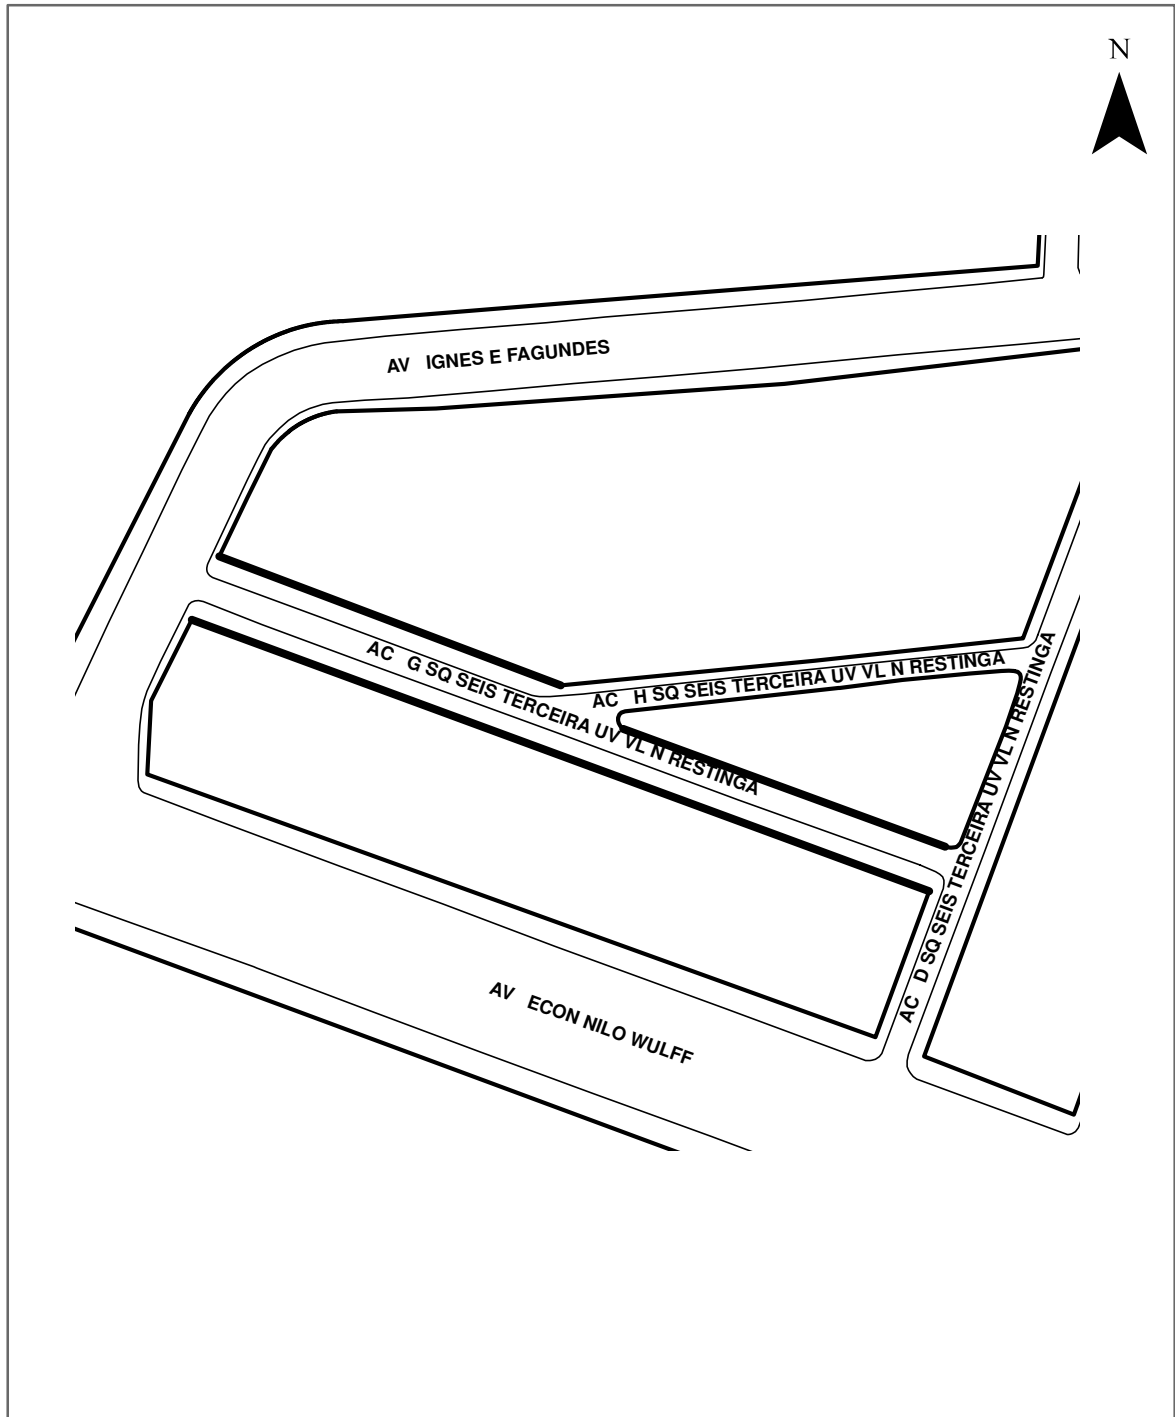 N
AV IGNES E FAGUNDES
AC G SQ SEIS TERCEIRA UV VL N RESTINGA
AC H SQ SEIS TERCEIRA UV VL N RESTINGA
AC D SQ SEIS TERCEIRA UV VL N RESTINGA
AV ECON NILO WULFF